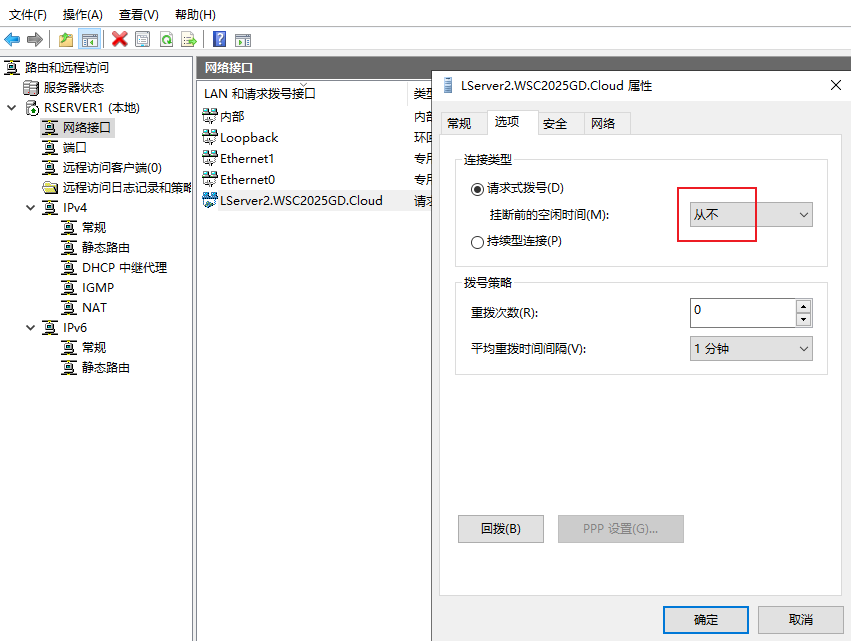 文件(F) 操作(A) 查看(V) 帮助(H)
路由和远程访问
服务器状态
RSERVER1 (本地)
网络接口
端口
远程访问客户端(0)
远程访问日志记录和策略
IPv4
常规
静态路由
DHCP 中继代理
IGMP
NAT
IPv6
常规
静态路由
网络接口
LAN 和请求拨号接口 类型
内部 内部
Loopback 环回
Ethernet1 专用
Ethernet0 专用
LServer2.WSC2025GD.Cloud 请求
LServer2.WSC2025GD.Cloud 属性
常规 选项 安全 网络
连接类型
请求式拨号(D)
挂断前的空闲时间(M): 从不
持续型连接(P)
拨号策略
重拨次数(R): 0
平均重拨时间间隔(V): 1 分钟
回拨(B) PPP 设置(G)...
确定 取消